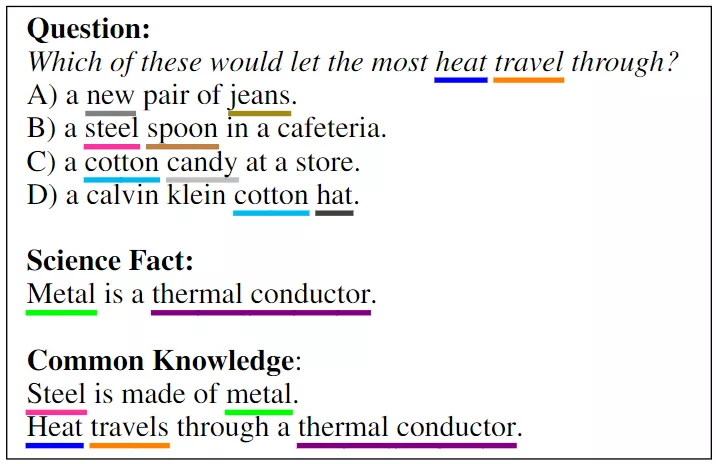 Question:
Which of these would let the most heat travel through?
A) a new pair of jeans.
B) a steel spoon in a cafeteria.
C) a cotton candy at a store.
D) a calvin klein cotton hat.
Science Fact:
Metal is a thermal conductor.
Common Knowledge:
Steel is made of metal.
Heat travels through a thermal conductor.